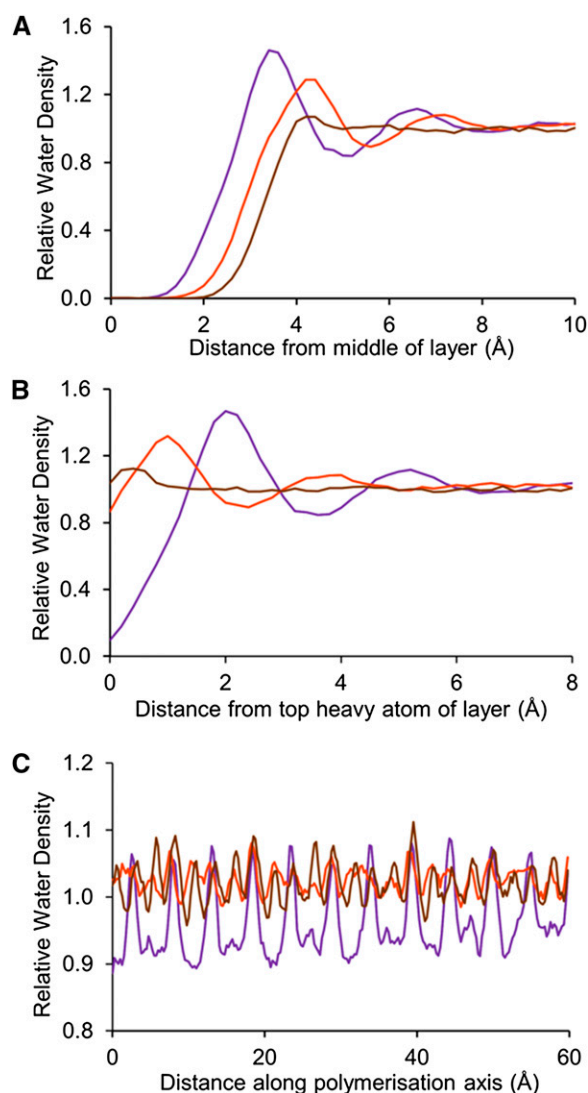 A
Relative Water Density
1.6
1.2
0.8
0.4
0.0
0 2 4 6 8 10
Distance from middle of layer (Å)
B
Relative Water Density
1.6
1.2
0.8
0.4
0.0
0 2 4 6 8
Distance from top heavy atom of layer (Å)
C
Relative Water Density
1.2
1.1
1.0
0.9
0.8
0 20 40 60
Distance along polymerisation axis (Å)